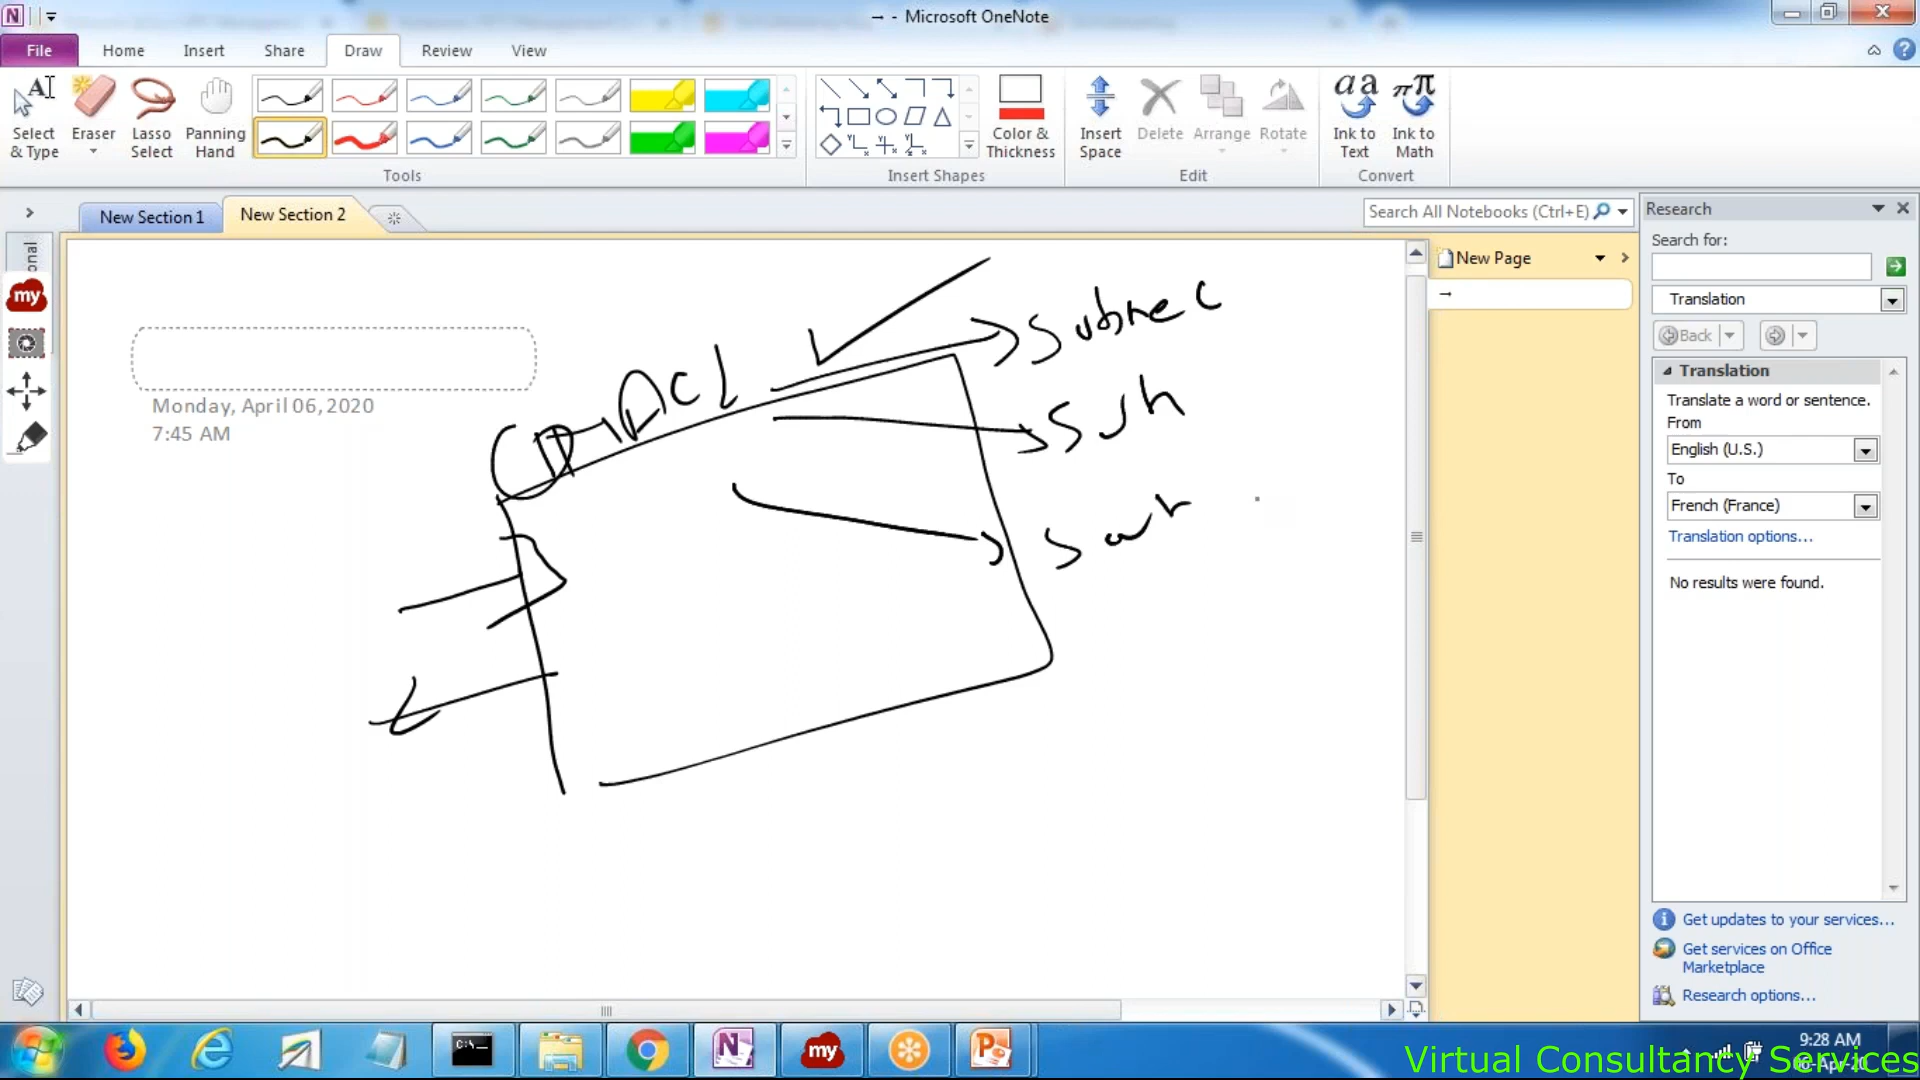 → - Microsoft OneNote
File Home Insert Share Draw Review View
Select & Type
Eraser
Lasso Select
Panning Hand
Color & Thickness
Insert Space
Delete
Arrange
Rotate
Ink to Text
Ink to Math
Tools
Insert Shapes
Edit
Convert
New Section 1
New Section 2
Search All Notebooks (Ctrl+E)
onal
my
Monday, April 06, 2020
7:45 AM
New Page
→
Research
Search for:
Translation
Back
Translation
Translate a word or sentence.
From
English (U.S.)
To
French (France)
Translation options...
No results were found.
Get updates to your services...
Get services on Office
Marketplace
Research options...
C:\
my
9:28 AM
Virtual Consultancy Services